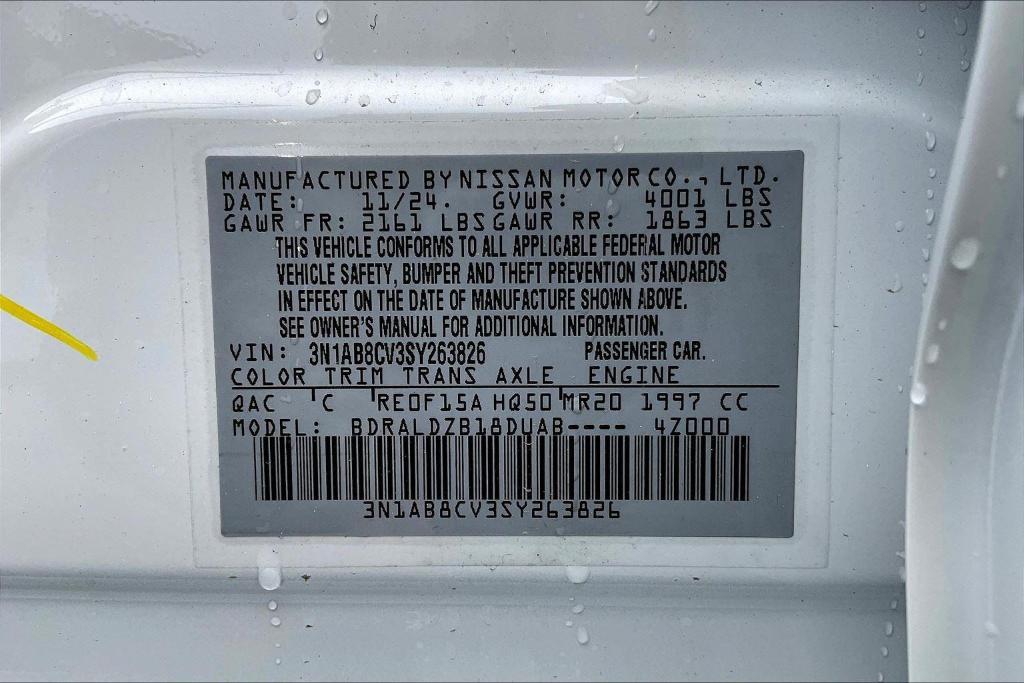 MANUFACTURED BY NISSAN MOTOR CO., LTD.
DATE: 11/24. GVWR: 4001 LBS
GAWR FR: 2161 LBS GAWR RR: 1863 LBS
THIS VEHICLE CONFORMS TO ALL APPLICABLE FEDERAL MOTOR
VEHICLE SAFETY, BUMPER AND THEFT PREVENTION STANDARDS
IN EFFECT ON THE DATE OF MANUFACTURE SHOWN ABOVE.
SEE OWNER'S MANUAL FOR ADDITIONAL INFORMATION.
VIN: 3N1AB8CV3SY263826 PASSENGER CAR.
COLOR TRIM TRANS AXLE ENGINE
QAC C RE0F15A HQ50 MR20 1997 CC
MODEL: BDRALDZB18DUAB---- 4Z000
3N1AB8CV3SY263826